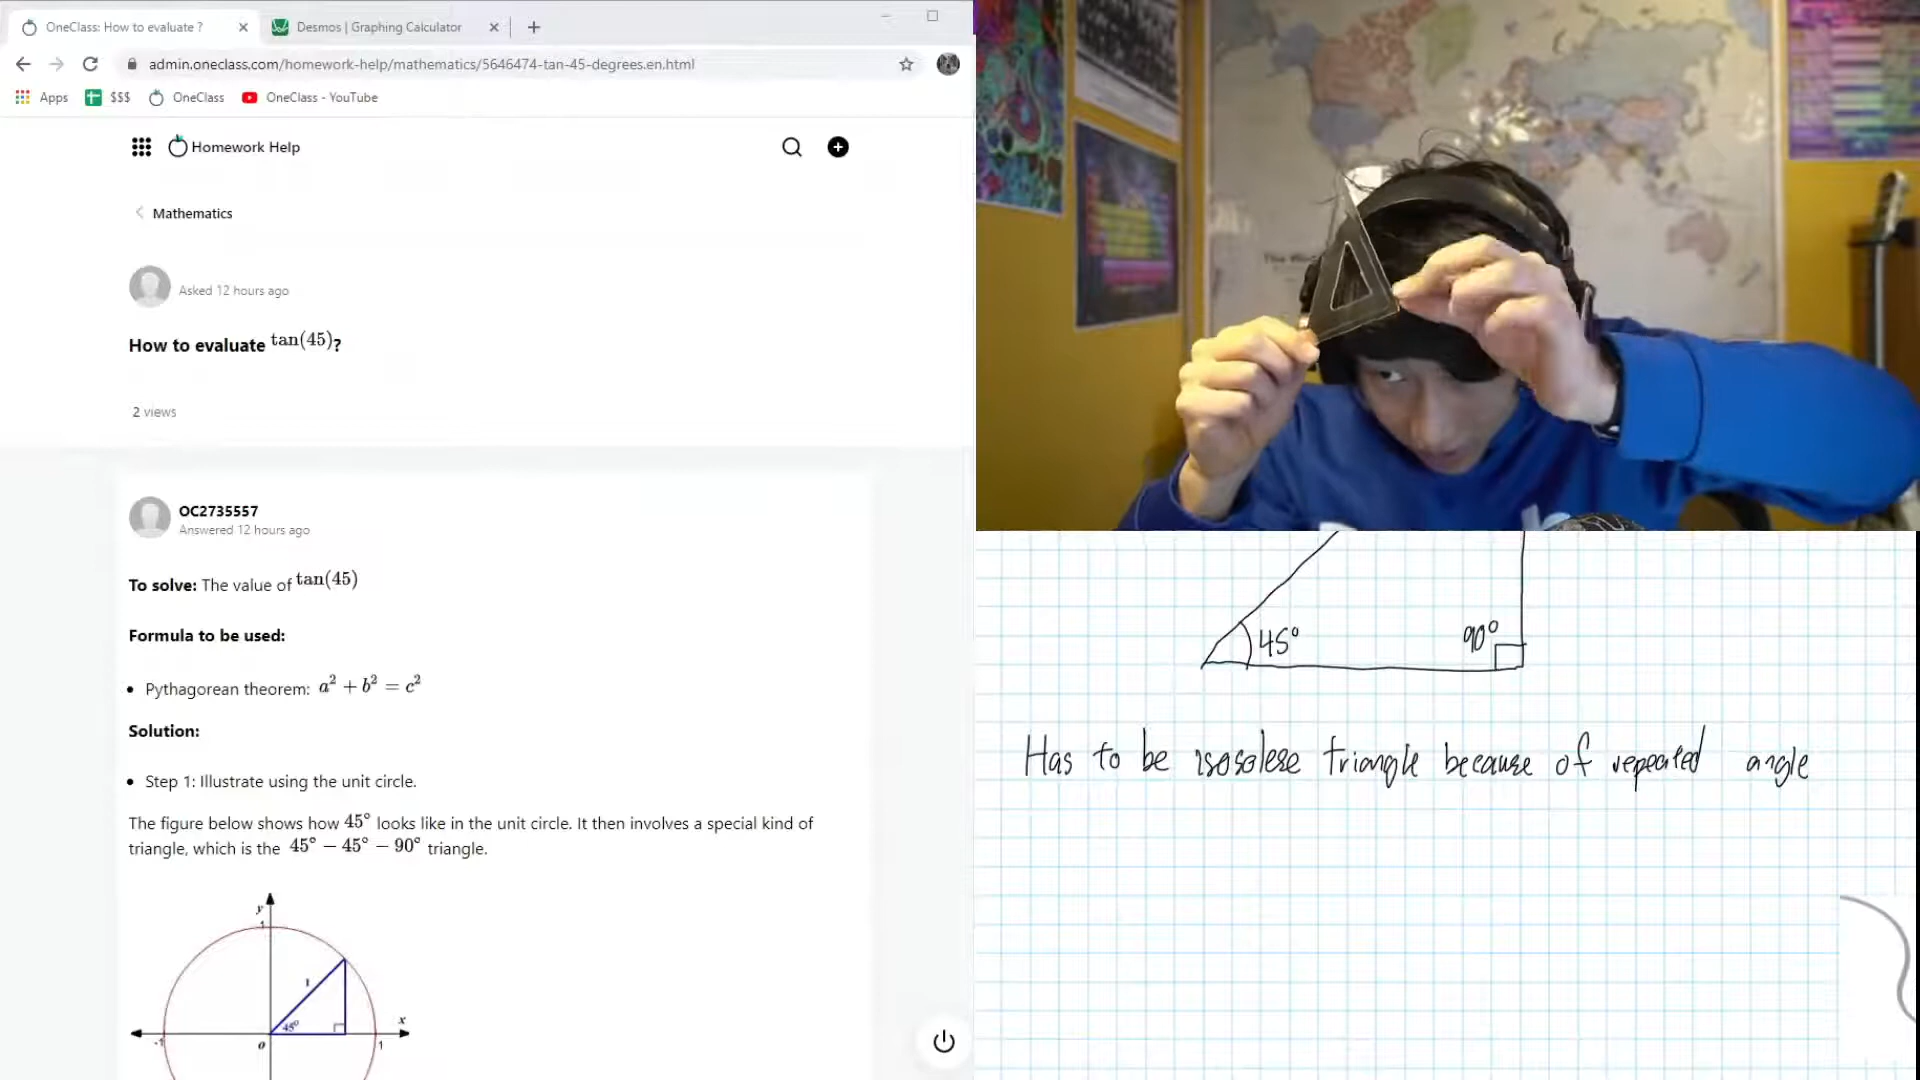 OneClass: How to evaluate ?
Desmos | Graphing Calculator
admin.oneclass.com/homework-help/mathematics/5646474-tan-45-degrees.en.html
Apps $$$ OneClass OneClass - YouTube
Homework Help
Mathematics
Asked 12 hours ago
How to evaluate tan(45)?
2 views
OC2735557
Answered 12 hours ago
To solve: The value of tan(45)
Formula to be used:
• Pythagorean theorem: a² + b² = c²
Solution:
• Step 1: Illustrate using the unit circle.
The figure below shows how 45° looks like in the unit circle. It then involves a special kind of
triangle, which is the 45° − 45° − 90° triangle.
y
1
1
45°
x
-1
o
1
45°
90°
Has to be isosolese triangle because of repeated angle